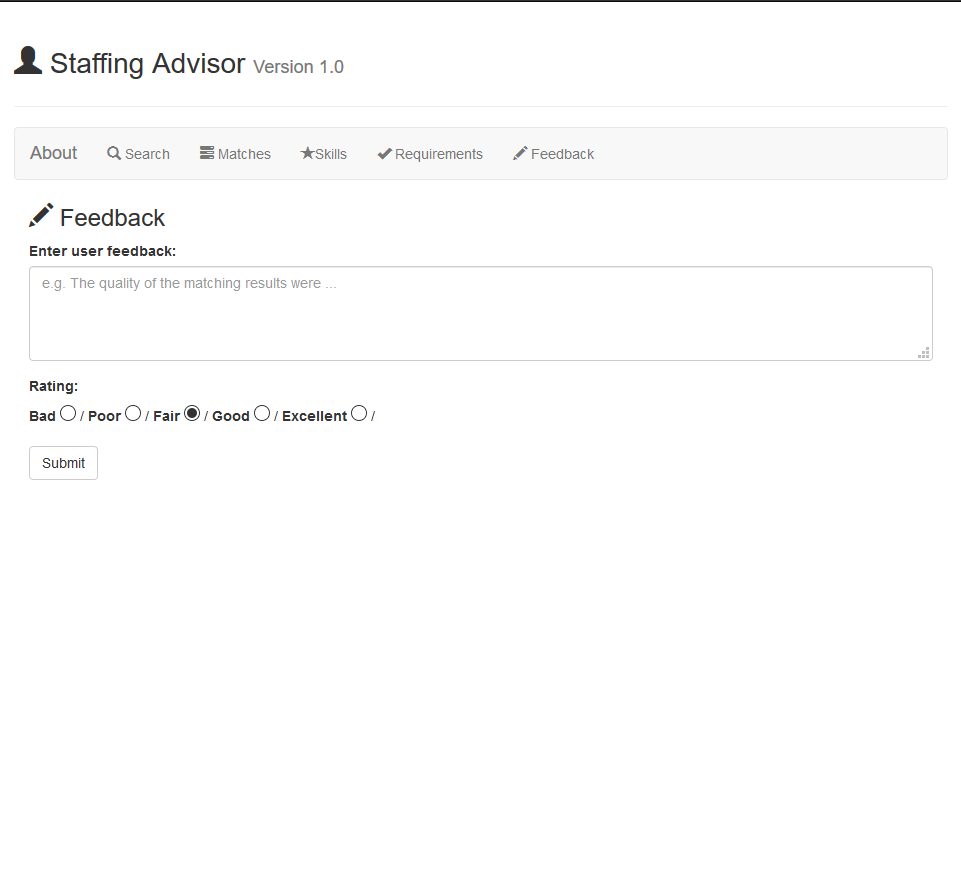 Staffing Advisor Version 1.0
About Search Matches Skills Requirements Feedback
Feedback
Enter user feedback:
e.g. The quality of the matching results were ...
Rating:
Bad / Poor / Fair / Good / Excellent /
Submit